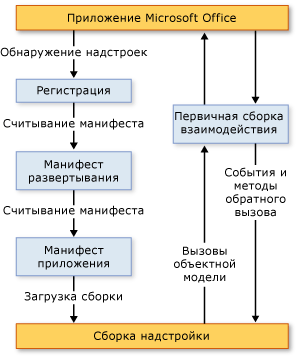 Приложение Microsoft Office
Обнаружение надстроек
Регистрация
Считывание манифеста
Манифест
развертывания
Считывание манифеста
Манифест
приложения
Загрузка сборки
Первичная сборка
взаимодействия
События и
методы
обратного
вызова
Вызовы
объектной
модели
Сборка надстройки